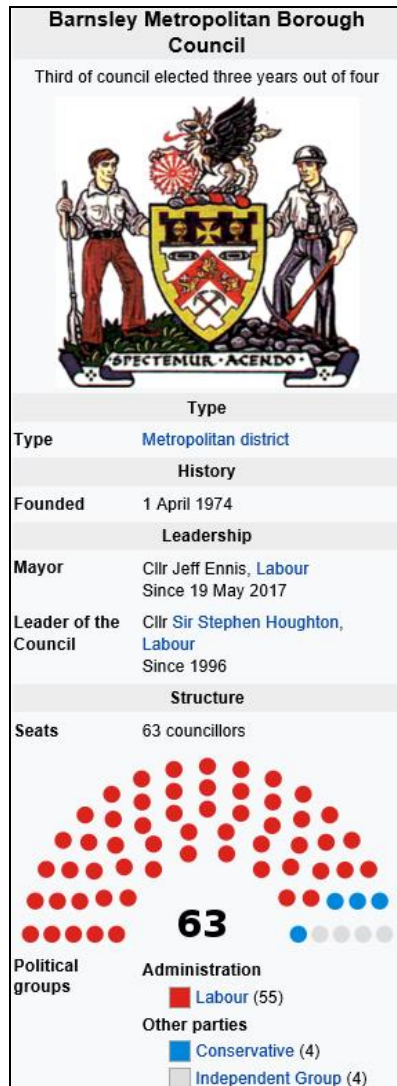 Barnsley Metropolitan Borough
Council
Third of council elected three years out of four
SPECTEMUR · ACENDO ·
Type
Type Metropolitan district
History
Founded 1 April 1974
Leadership
Mayor Cllr Jeff Ennis, Labour
Since 19 May 2017
Leader of the Cllr Sir Stephen Houghton,
Council Labour
Since 1996
Structure
Seats 63 councillors
63
Political Administration
groups Labour (55)
Other parties
Conservative (4)
Independent Group (4)